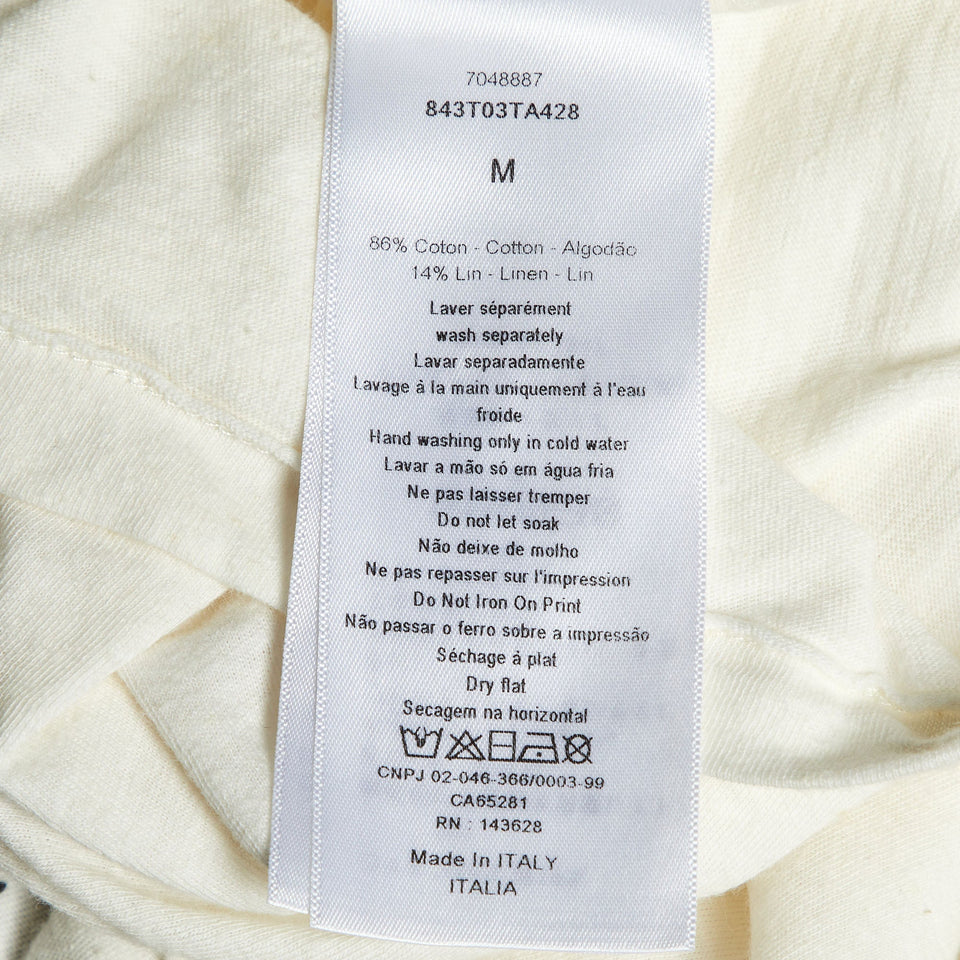 7048887
843T03TA428
M
86% Coton - Cotton - Algodão
14% Lin - Linen - Lin
Laver séparément
wash separately
Lavar separadamente
Lavage à la main uniquement à l'eau
froide
Hand washing only in cold water
Lavar a mão só em água fria
Ne pas laisser tremper
Do not let soak
Não deixe de molho
Ne pas repasser sur l'impression
Do Not Iron On Print
Não passar o ferro sobre a impressão
Séchage à plat
Dry flat
Secagem na horizontal
CNPJ 02-046-366/0003-99
CA65281
RN : 143628
Made In ITALY
ITALIA